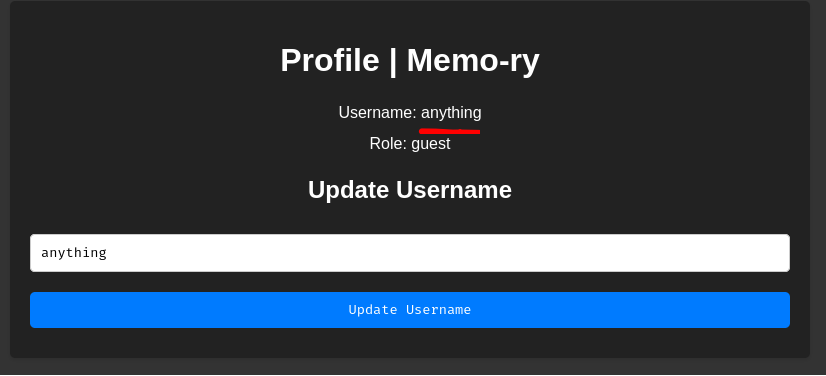 Profile | Memo-ry
Username: anything
Role: guest
Update Username
anything
Update Username